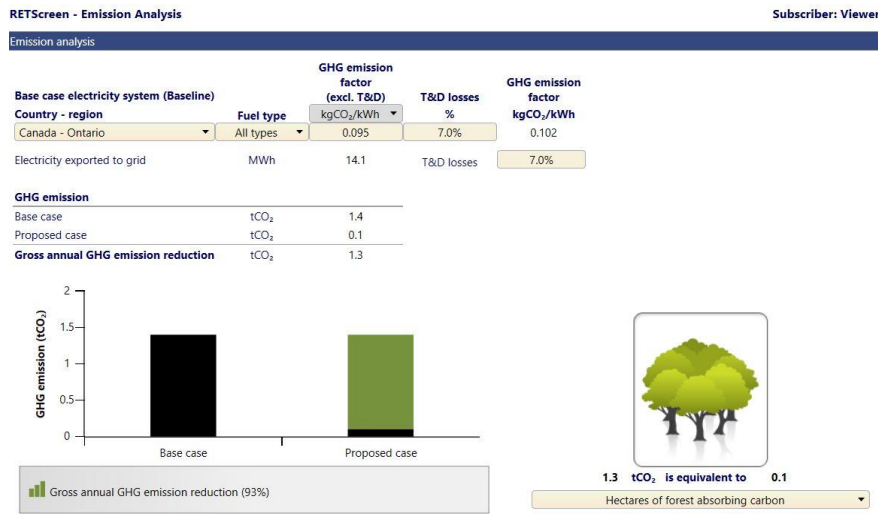 RETScreen - Emission Analysis Subscriber: Viewer
Emission analysis
GHG emission
factor GHG emission
Base case electricity system (Baseline) (excl. T&D) T&D losses factor
Country - region Fuel type kgCO₂/kWh % kgCO₂/kWh
Canada - Ontario All types 0.095 7.0% 0.102
Electricity exported to grid MWh 14.1 T&D losses 7.0%
GHG emission
Base case tCO₂ 1.4
Proposed case tCO₂ 0.1
Gross annual GHG emission reduction tCO₂ 1.3
2
1.5
1
0.5
0
GHG emission (tCO₂)
Base case Proposed case
Gross annual GHG emission reduction (93%)
1.3 tCO₂ is equivalent to 0.1
Hectares of forest absorbing carbon